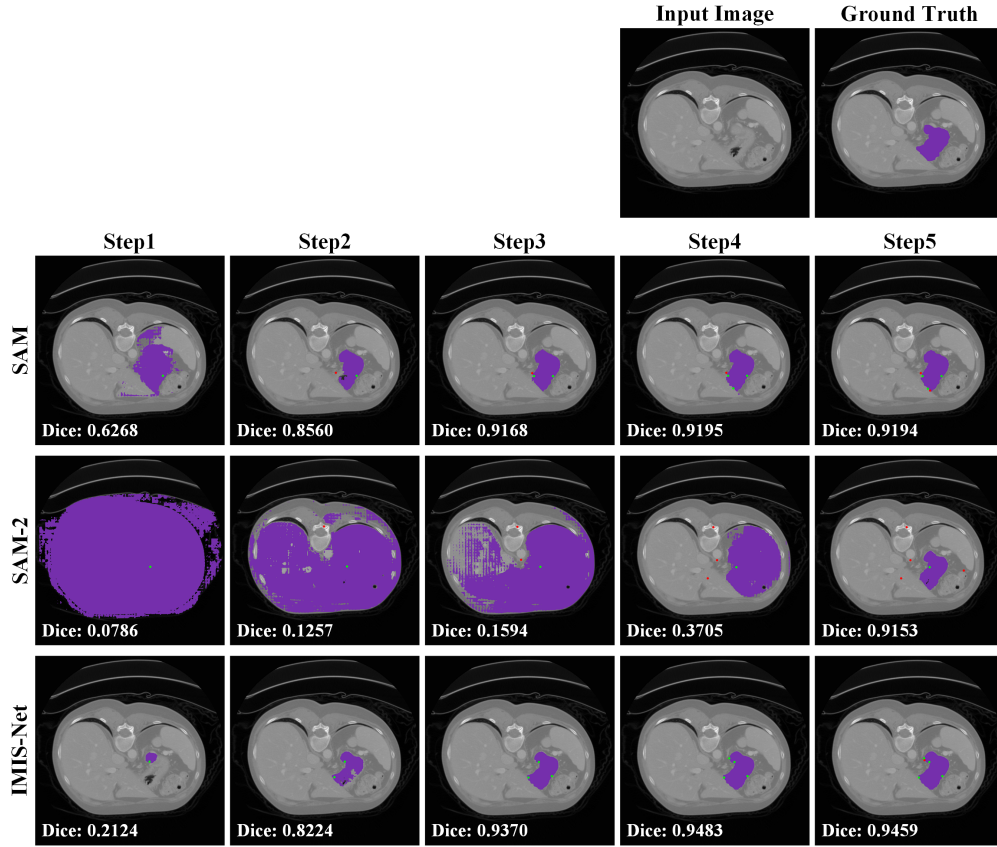 Input Image Ground Truth
Step1 Step2 Step3 Step4 Step5
SAM
Dice: 0.6268 Dice: 0.8560 Dice: 0.9168 Dice: 0.9195 Dice: 0.9194
SAM-2
Dice: 0.0786 Dice: 0.1257 Dice: 0.1594 Dice: 0.3705 Dice: 0.9153
IMIS-Net
Dice: 0.2124 Dice: 0.8224 Dice: 0.9370 Dice: 0.9483 Dice: 0.9459